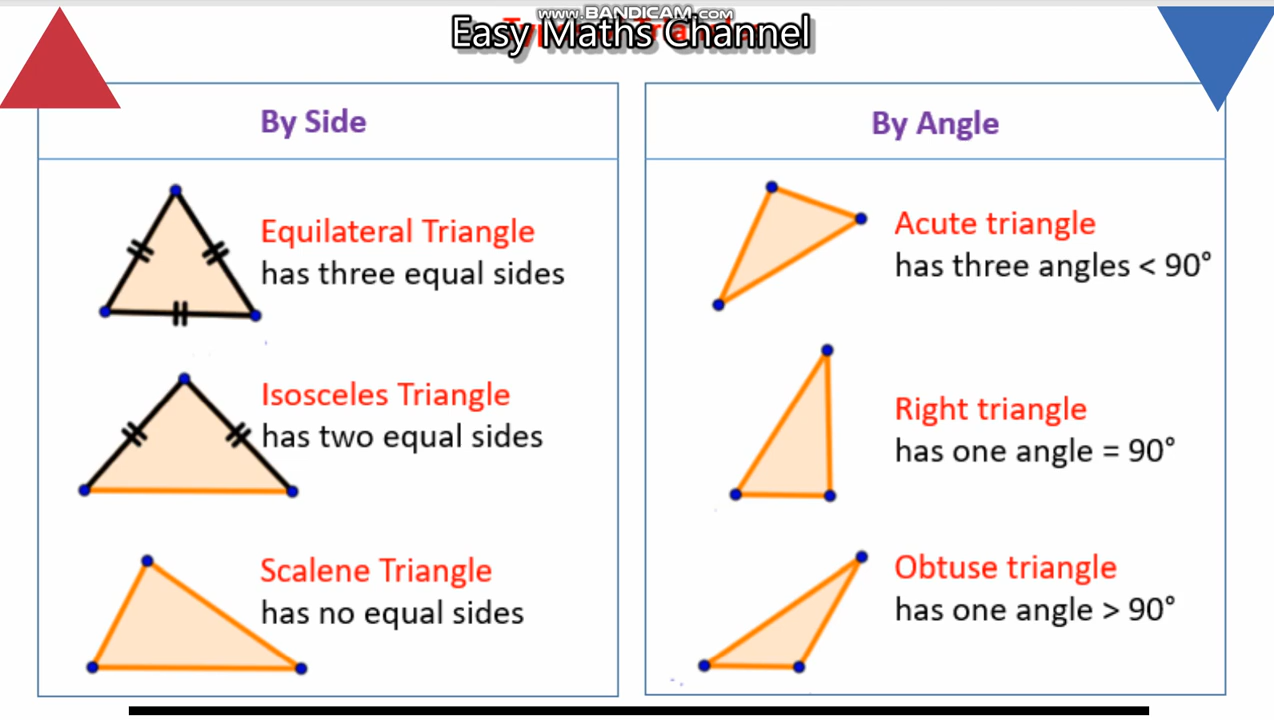 www.BANDICAM.com
Easy Maths Channel
By Side
Equilateral Triangle
has three equal sides
Isosceles Triangle
has two equal sides
Scalene Triangle
has no equal sides
By Angle
Acute triangle
has three angles < 90°
Right triangle
has one angle = 90°
Obtuse triangle
has one angle > 90°